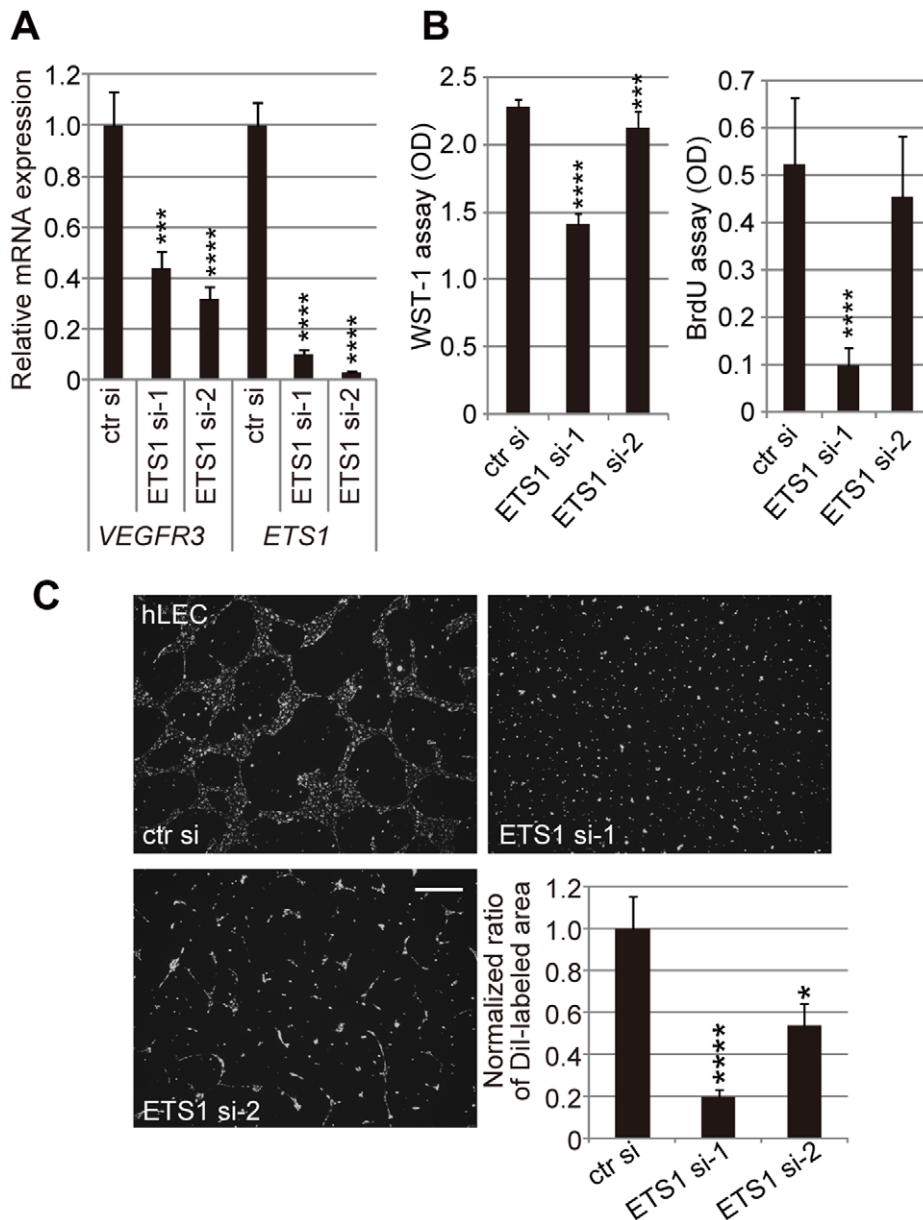 A
Relative mRNA expression
1.2
1.0
0.8
0.6
0.4
0.2
0
***
****
****
****
ctr si
ETS1 si-1
ETS1 si-2
ctr si
ETS1 si-1
ETS1 si-2
VEGFR3
ETS1
B
WST-1 assay (OD)
2.5
2.0
1.5
1.0
0.5
0.0
****
***
ctr si
ETS1 si-1
ETS1 si-2
BrdU assay (OD)
0.7
0.6
0.5
0.4
0.3
0.2
0.1
0
****
ctr si
ETS1 si-1
ETS1 si-2
C
hLEC
ctr si
ETS1 si-1
ETS1 si-2
Normalized ratio
of DiI-labeled area
1.2
1.0
0.8
0.6
0.4
0.2
0
****
*
ctr si
ETS1 si-1
ETS1 si-2